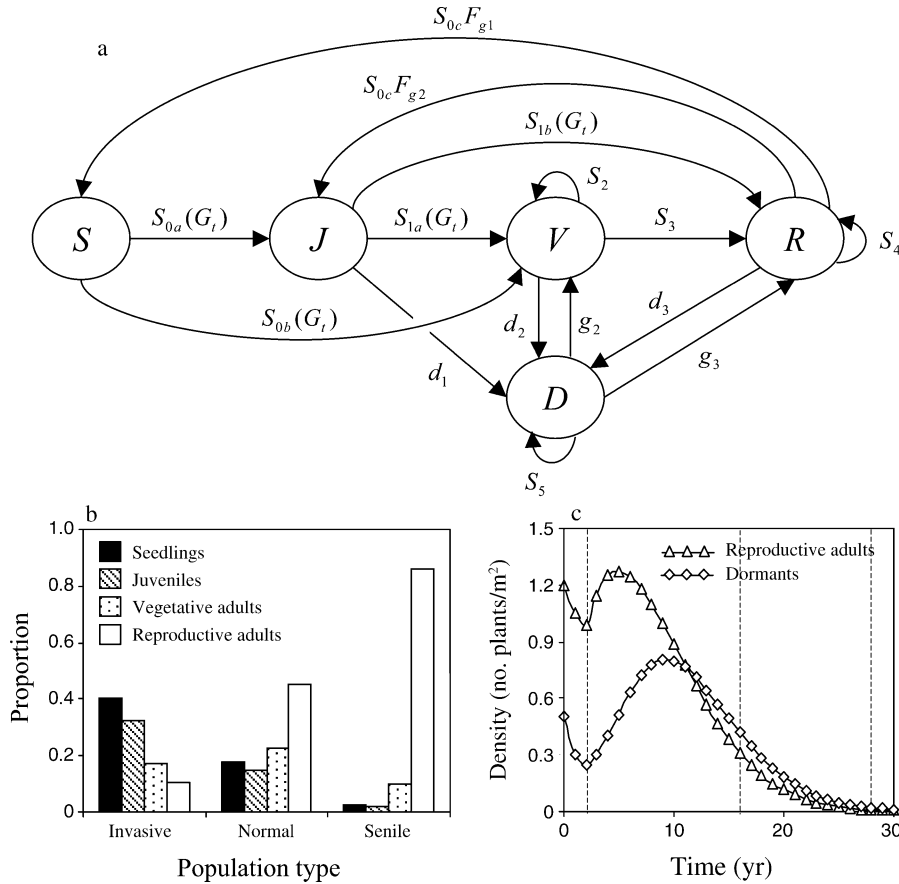 a
S0cFg1
S0cFg2
S1b(Gt)
S2
S0a(Gt)
S1a(Gt)
S3
S4
S
J
V
R
S0b(Gt)
d1
d2
g2
d3
g3
D
S5
b
1.0
0.8
0.6
0.4
0.2
0
Seedlings
Juveniles
Vegetative adults
Reproductive adults
Proportion
Invasive
Normal
Senile
Population type
c
1.5
1.2
0.9
0.6
0.3
0.0
Reproductive adults
Dormants
Density (no. plants/m²)
0
10
20
30
Time (yr)